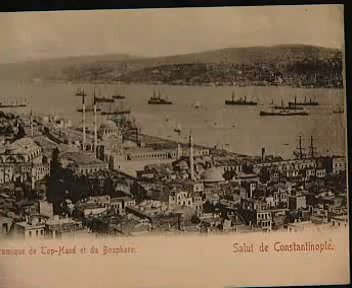 ramique de Top-Hané et du Bosphore.
Salut de Constantinople.